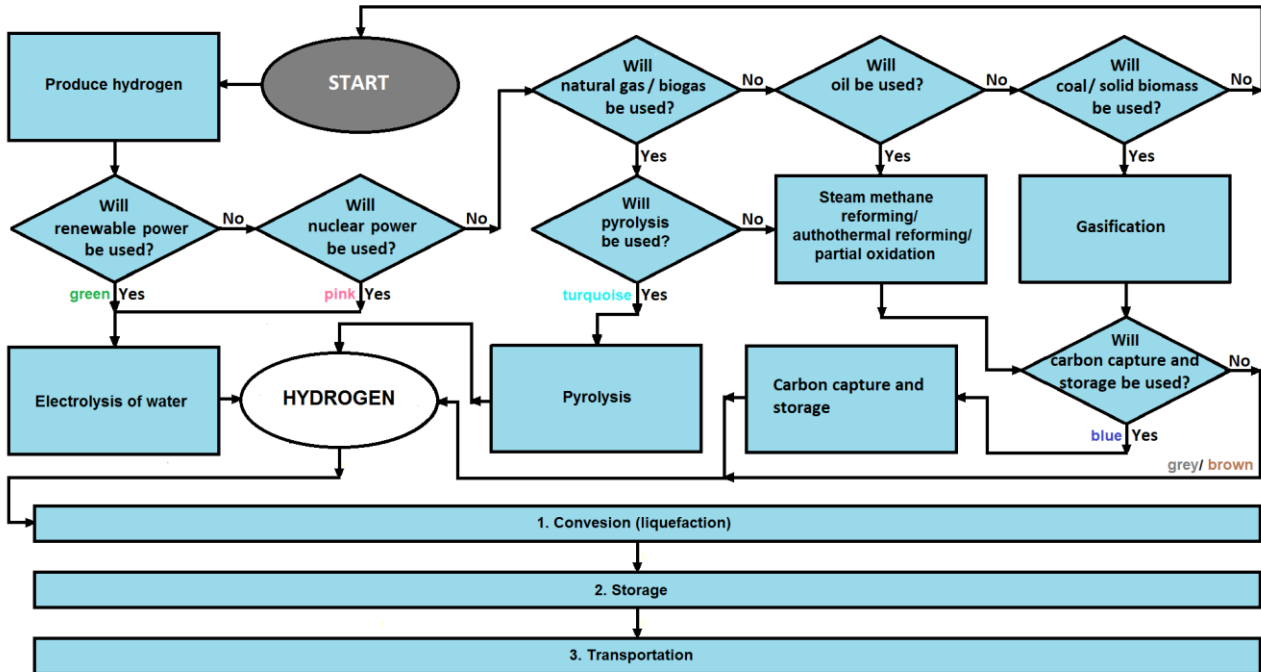 Produce hydrogen
START
Will
natural gas / biogas
be used?
No
Will
oil be used?
No
Will
coal/ solid biomass
be used?
No
Yes
Yes
Yes
Will
renewable power
be used?
No
Will
nuclear power
be used?
No
Will
pyrolysis
be used?
No
Steam methane
reforming/
authothermal reforming/
partial oxidation
Gasification
green Yes
pink Yes
turquoise Yes
Electrolysis of water
HYDROGEN
Pyrolysis
Carbon capture and
storage
Will
carbon capture and
storage be used?
No
blue Yes
grey/ brown
1. Convesion (liquefaction)
2. Storage
3. Transportation